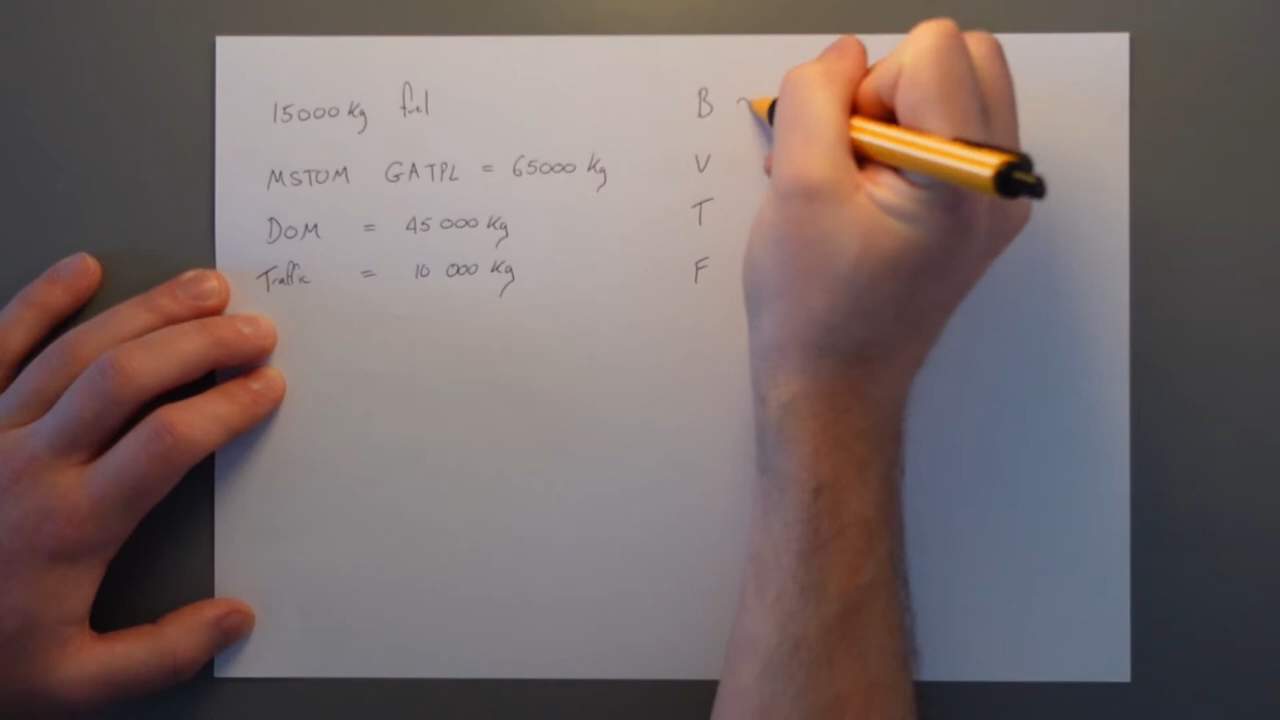 15000 Kg fuel
MSTOM GATPL = 65000 Kg
DOM = 45 000 Kg
Traffic = 10 000 Kg
B
V
T
F